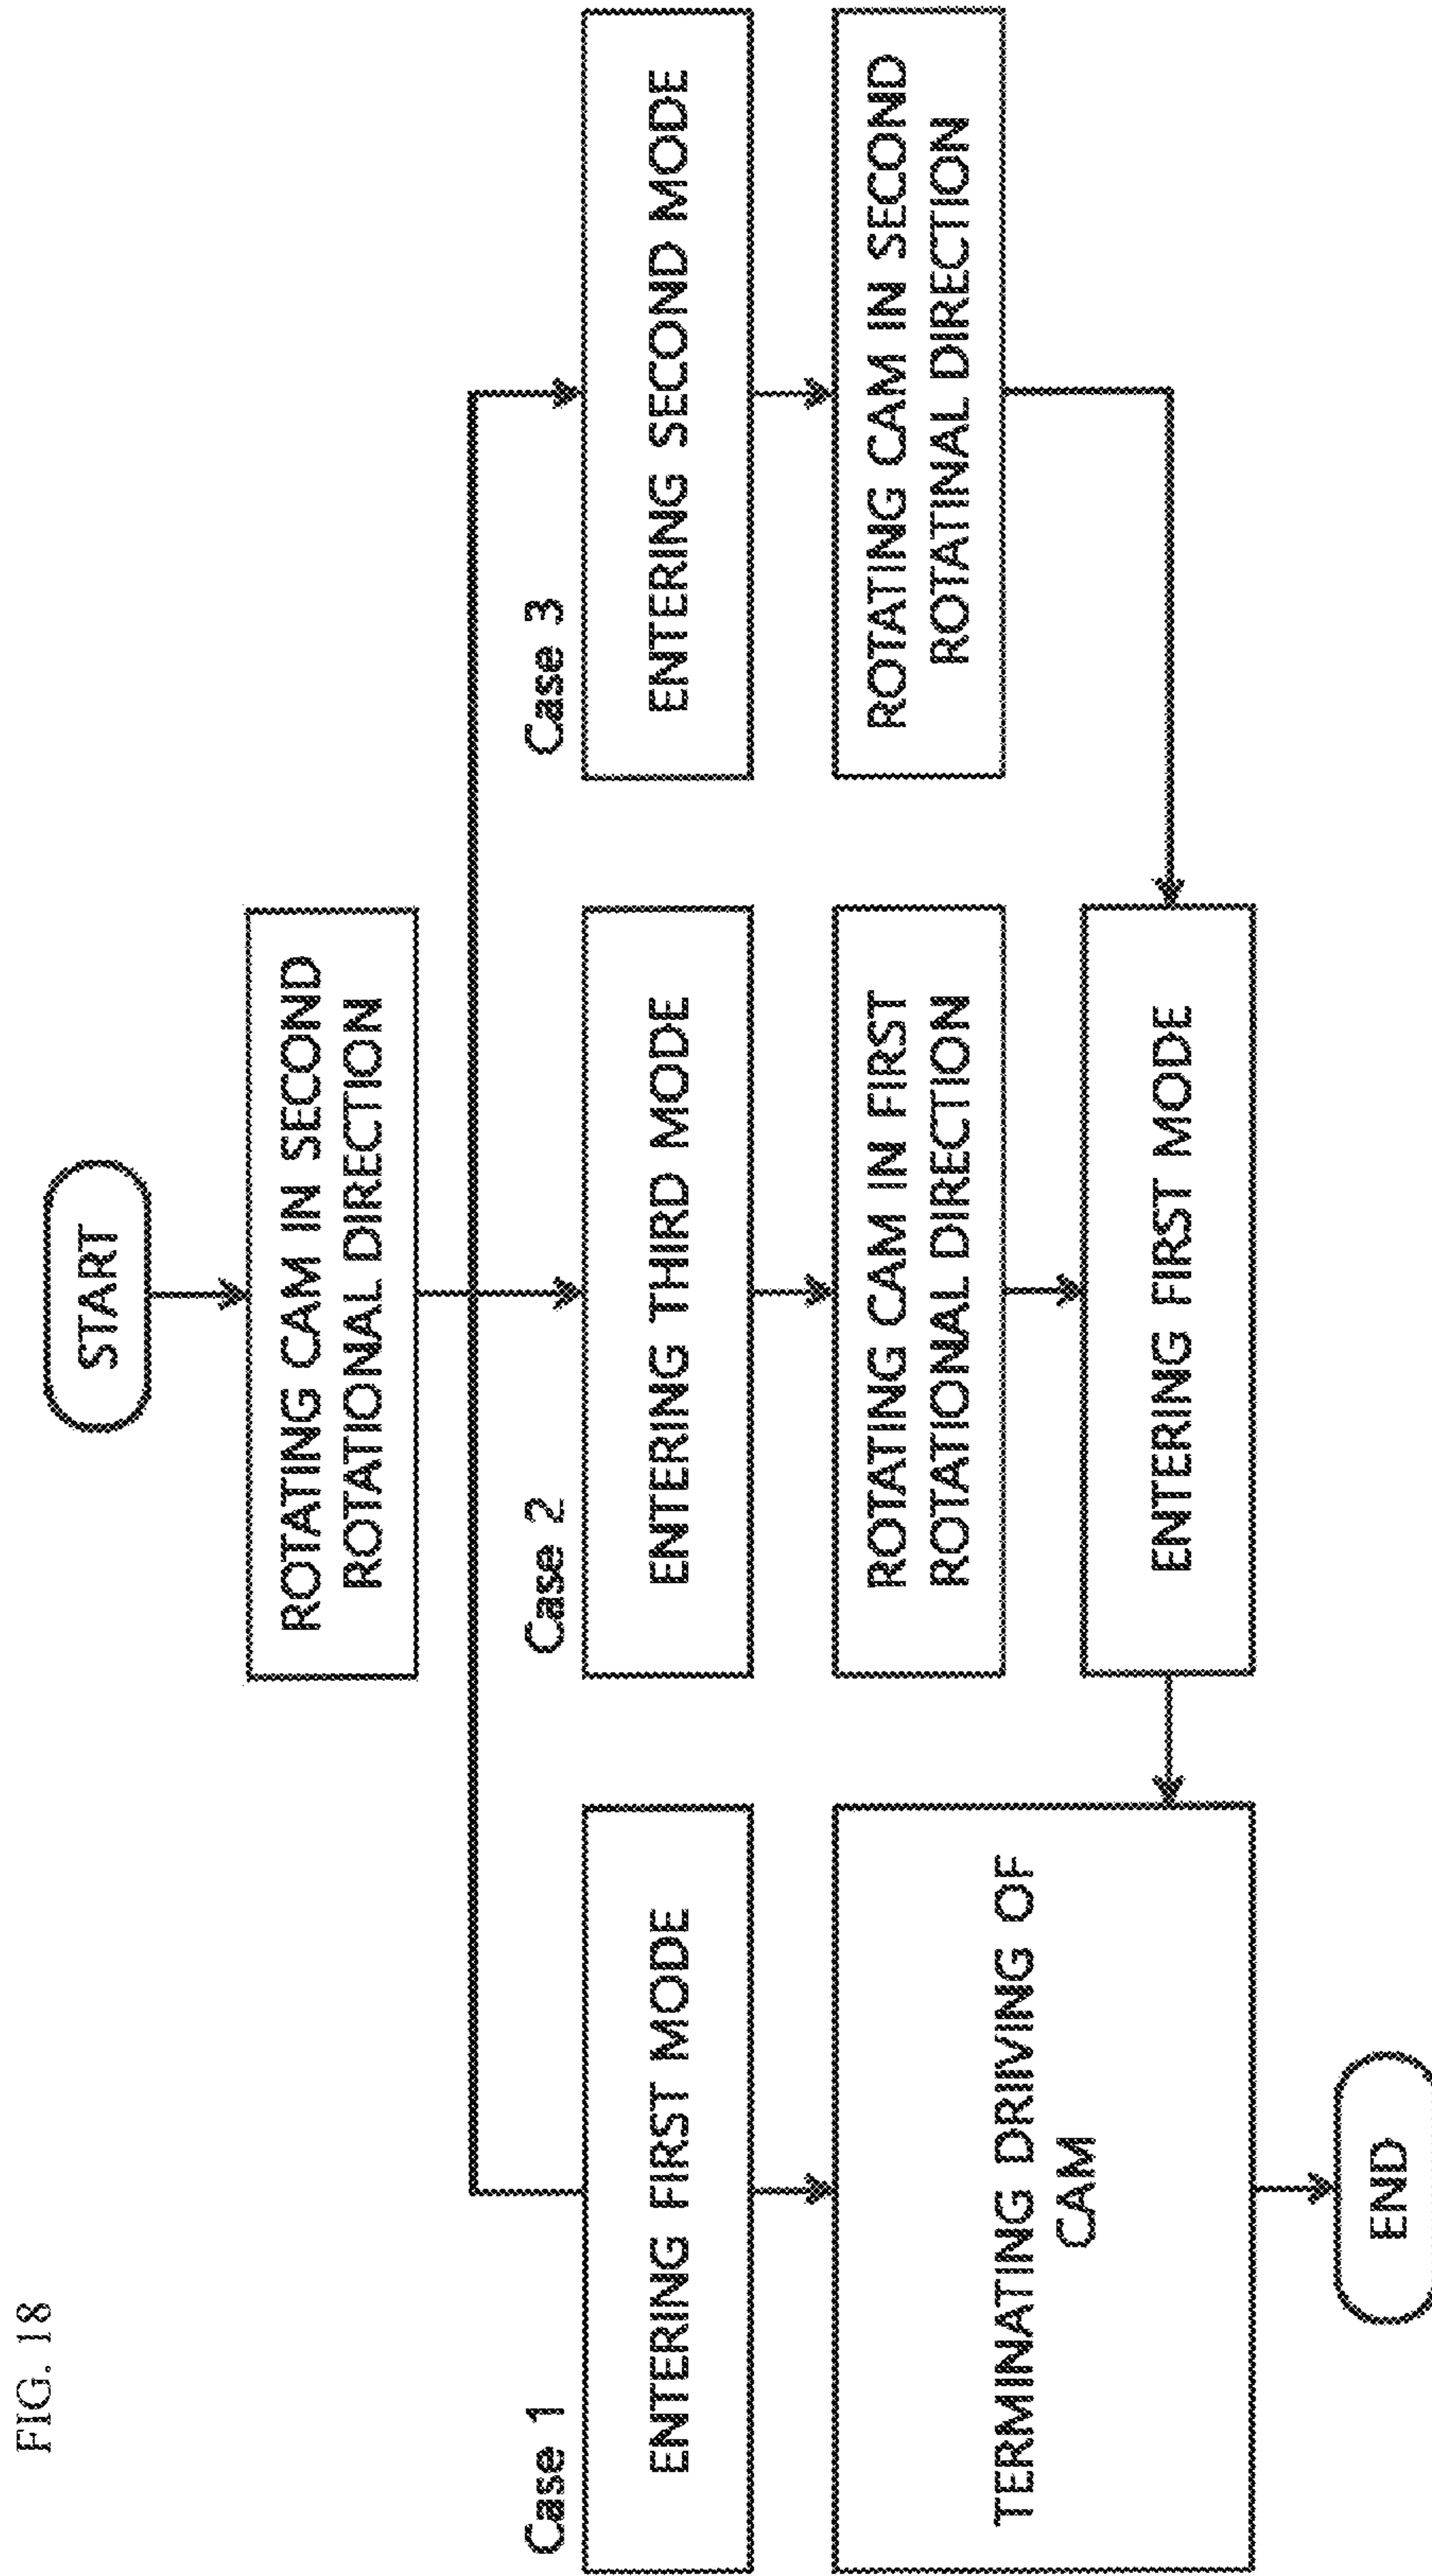 FIG. 18
START
ROTATING CAM IN SECOND
ROTATIONAL DIRECTION
Case 1
ENTERING FIRST MODE
Case 2
ENTERING THIRD MODE
Case 3
ENTERING SECOND MODE
TERMINATING DRIVING OF
CAM
ROTATING CAM IN FIRST
ROTATIONAL DIRECTION
ROTATING CAM IN SECOND
ROTATINAL DIRECTION
ENTERING FIRST MODE
END